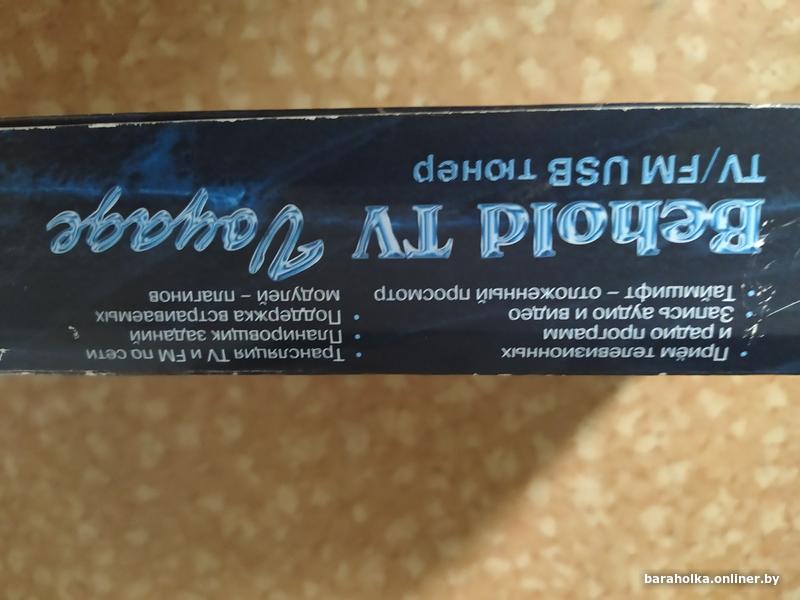 Приём телевизионных
и радио программ
Запись аудио и видео
Таймшифт – отложенный просмотр
Трансляция TV и FM по сети
Планировщик заданий
Поддержка встраиваемых
модулей – плагинов
Behold TV Voyage
TV/FM USB тюнер
baraholka.onliner.by